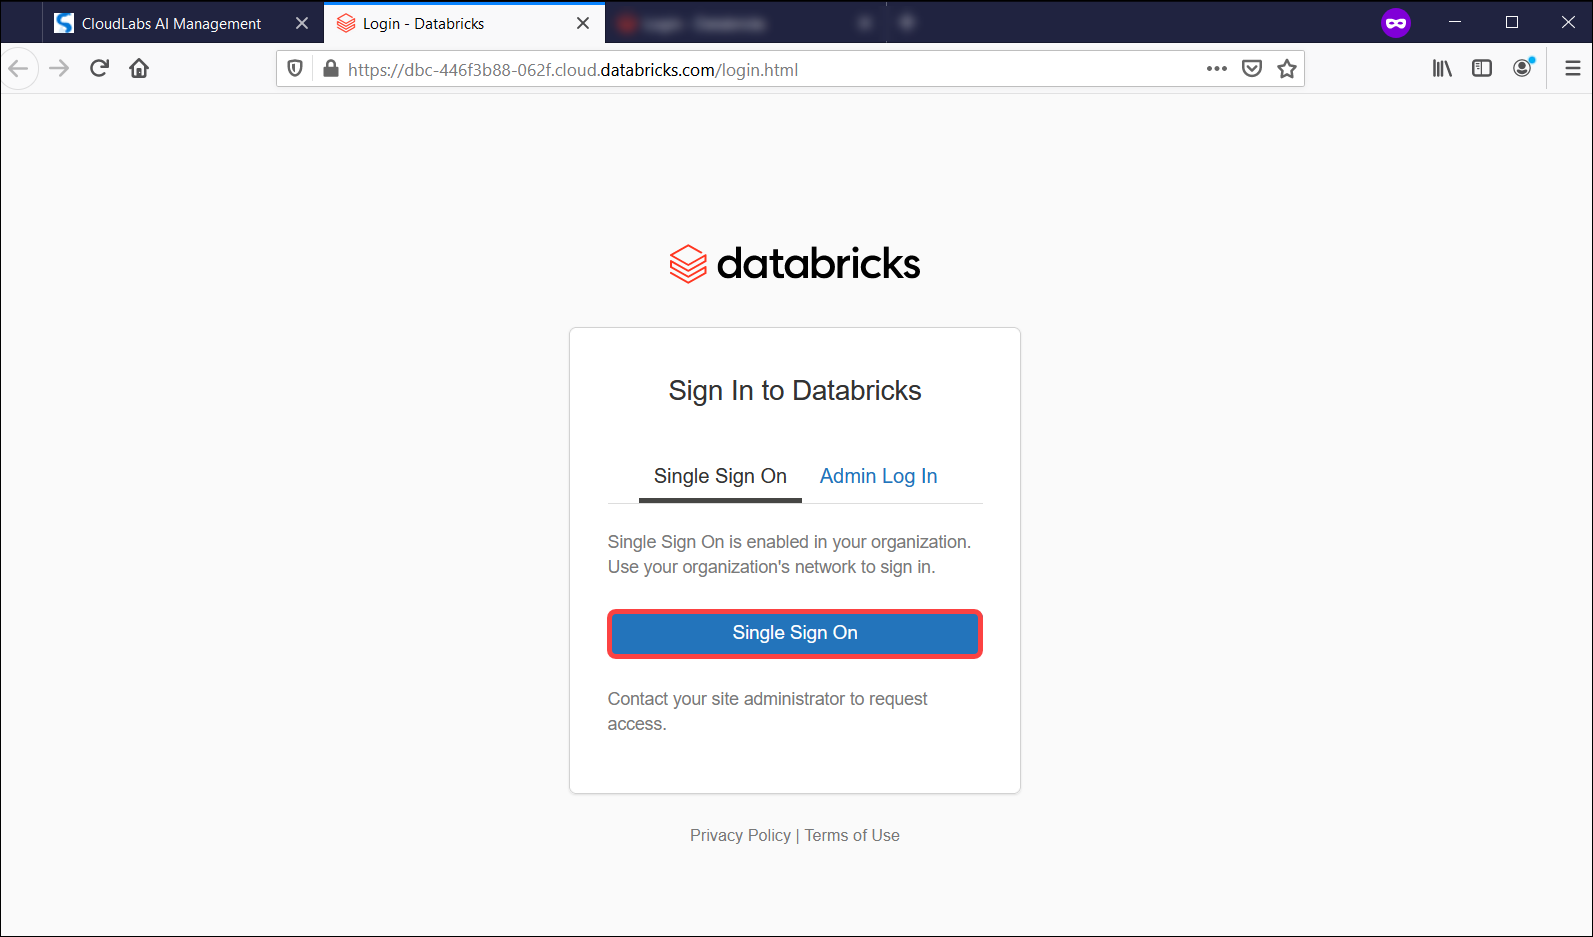 CloudLabs AI Management
Login - Databricks
https://dbc-446f3b88-062f.cloud.databricks.com/login.html
databricks
Sign In to Databricks
Single Sign On
Admin Log In
Single Sign On is enabled in your organization.
Use your organization's network to sign in.
Single Sign On
Contact your site administrator to request
access.
Privacy Policy | Terms of Use